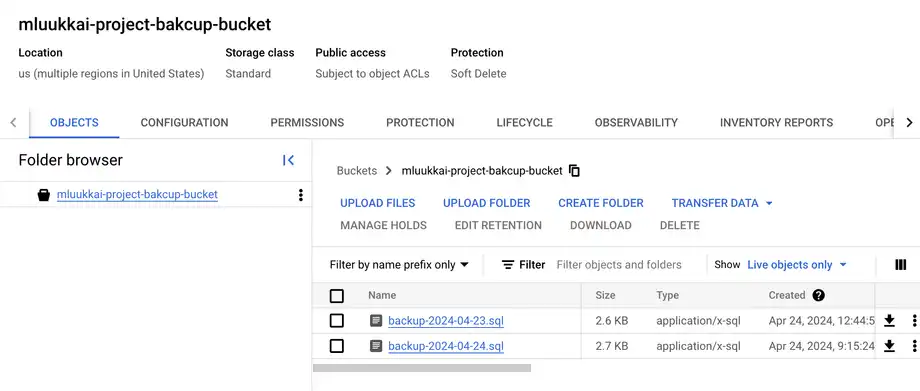 mluukkai-project-bakcup-bucket
Location Storage class Public access Protection
us (multiple regions in United States) Standard Subject to object ACLs Soft Delete
OBJECTS CONFIGURATION PERMISSIONS PROTECTION LIFECYCLE OBSERVABILITY INVENTORY REPORTS OPE
Folder browser
mluukkai-project-bakcup-bucket
Buckets mluukkai-project-bakcup-bucket
UPLOAD FILES UPLOAD FOLDER CREATE FOLDER TRANSFER DATA
MANAGE HOLDS EDIT RETENTION DOWNLOAD DELETE
Filter by name prefix only Filter Filter objects and folders Show Live objects only
Name Size Type Created
backup-2024-04-23.sql 2.6 KB application/x-sql Apr 24, 2024, 12:44:5
backup-2024-04-24.sql 2.7 KB application/x-sql Apr 24, 2024, 9:15:24